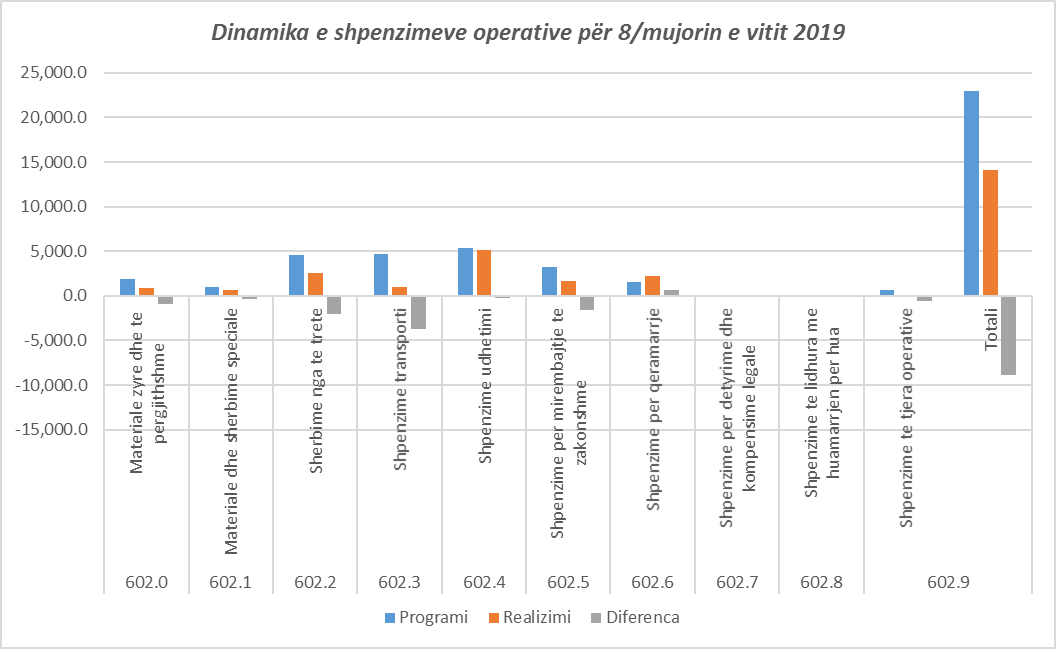 Dinamika e shpenzimeve operative për 8/mujorin e vitit 2019
25,000.0
20,000.0
15,000.0
10,000.0
5,000.0
0.0
-5,000.0
-10,000.0
-15,000.0
Materiale zyre dhe te
pergjithshme
Materiale dhe sherbime speciale
Sherbime nga te trete
Shpenzime transporti
Shpenzime udhetimi
Shpenzime per mirembajtje te
zakonshme
Shpenzime per qeramarrje
Shpenzime per detyrime dhe
kompensime legale
Shpenzime te lidhura me
huamarrjen per hua
Shpenzime te tjera operative
Totali
602.0
602.1
602.2
602.3
602.4
602.5
602.6
602.7
602.8
602.9
Programi
Realizimi
Diferenca